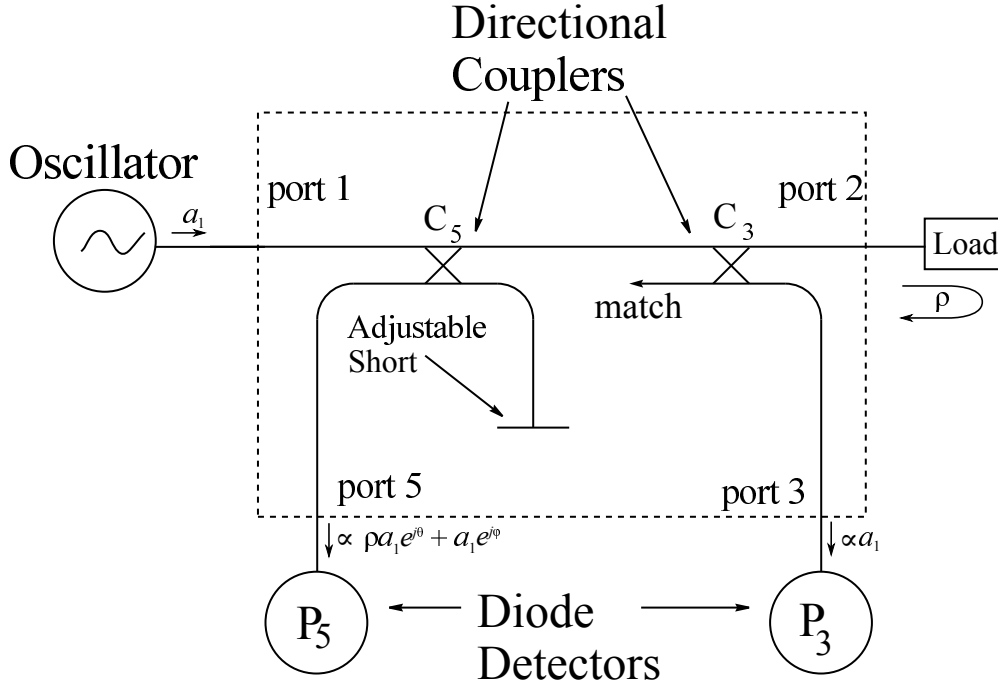 Directional
Couplers
Oscillator
port 1
port 2
a₁
C₅
C₃
Load
match
ρ
Adjustable
Short
port 5
port 3
∝ ρa₁e^{jθ} + a₁e^{jφ}
∝a₁
P₅
Diode
Detectors
P₃